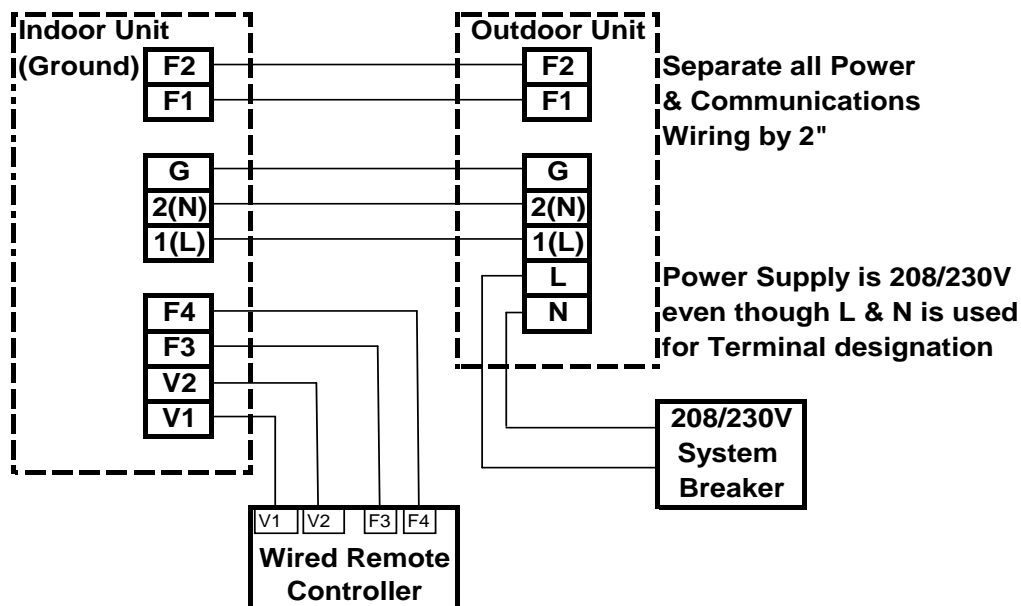 Indoor Unit
(Ground)
F2
F1
G
2(N)
1(L)
F4
F3
V2
V1
Outdoor Unit
F2
F1
G
2(N)
1(L)
L
N
Separate all Power
& Communications
Wiring by 2"
Power Supply is 208/230V
even though L & N is used
for Terminal designation
208/230V
System
Breaker
V1 V2 F3 F4
Wired Remote
Controller